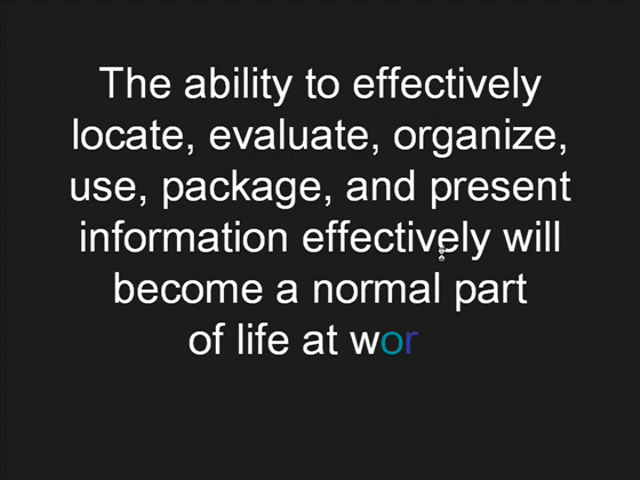 The ability to effectively
locate, evaluate, organize,
use, package, and present
information effectively will
become a normal part
of life at wor